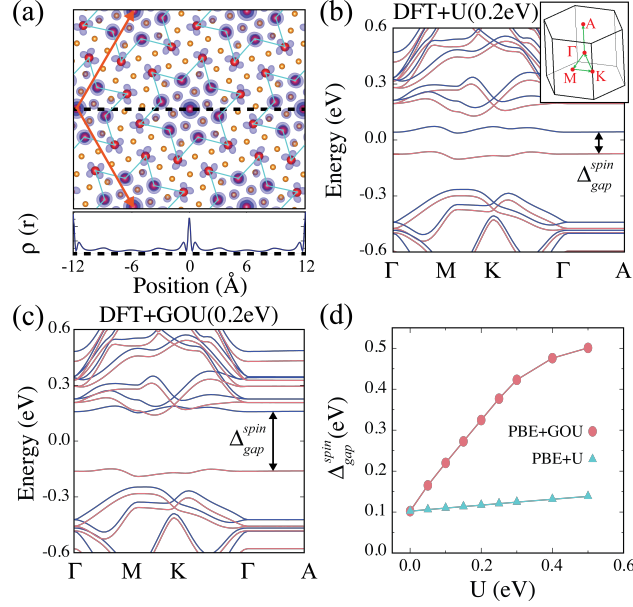 (a)
ρ (r)
-12 -6 0 6 12
Position (Å)
(b) DFT+U(0.2eV)
A
Γ
M K
Energy (eV)
0.6
0.3
0.0
-0.3
-0.6
Δ spin gap
Γ M K Γ A
(c) DFT+GOU(0.2eV)
Energy (eV)
0.6
0.3
0.0
-0.3
-0.6
Δ spin gap
Γ M K Γ A
(d)
Δ spin gap (eV)
0.5
0.4
0.3
0.2
0.1
0.0
PBE+GOU
PBE+U
0.0 0.2 0.4 0.6
U (eV)